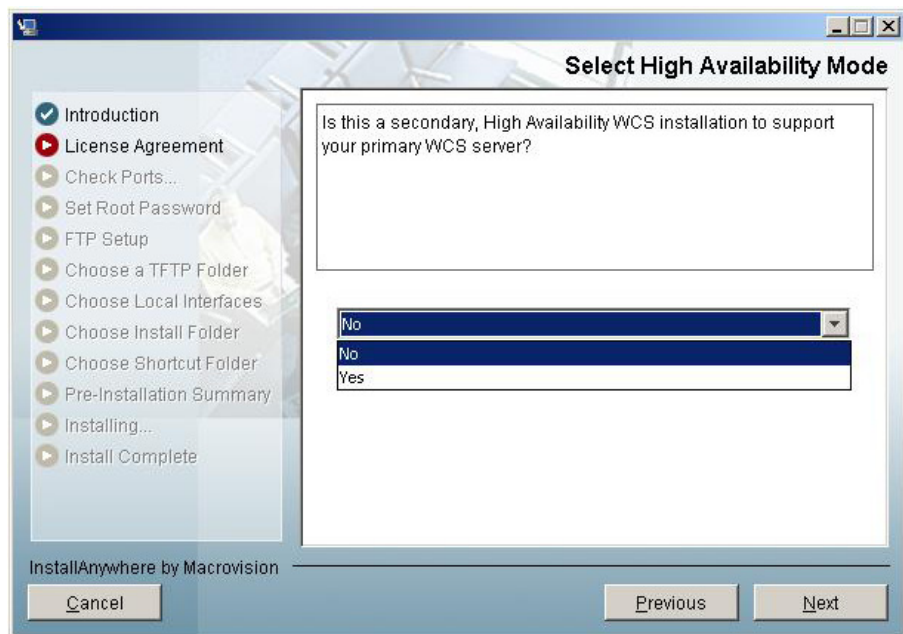 Select High Availability Mode
Introduction
License Agreement
Check Ports...
Set Root Password
FTP Setup
Choose a TFTP Folder
Choose Local Interfaces
Choose Install Folder
Choose Shortcut Folder
Pre-Installation Summary
Installing...
Install Complete
Is this a secondary, High Availability WCS installation to support
your primary WCS server?
No
No
Yes
InstallAnywhere by Macrovision
Cancel
Previous
Next